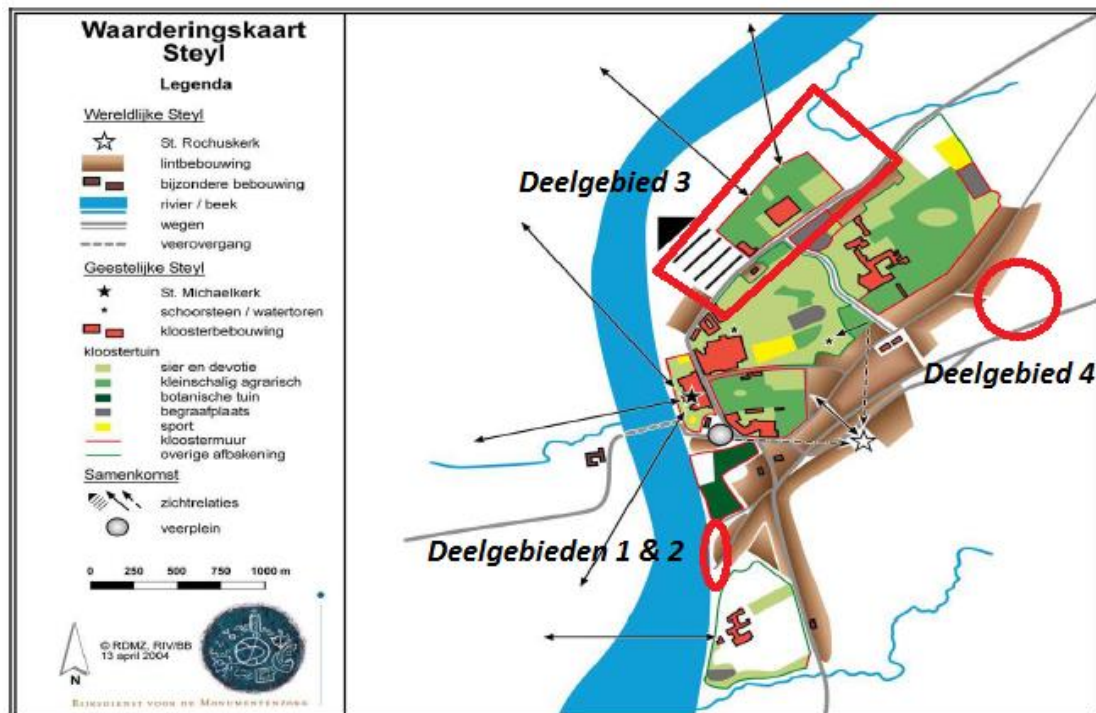 Waarderingskaart
Steyl
Legenda
Wereldlijke Steyl
St. Rochuskerk
lintbebouwing
bijzondere bebouwing
rivier / beek
wegen
veerovergang
Geestelijke Steyl
St. Michaelkerk
schoorsteen / watertoren
kloosterbebouwing
kloostertuin
sier en devotie
kleinschalig agrarisch
botanische tuin
begraafplaats
sport
kloostermuur
overige afbakening
Samenkomst
zichtrelaties
veerplein
0 250 500 750 1000 m
N
© RDMZ, RIV/BB
13 april 2004
Rijksdienst voor de Monumentenzorg
Deelgebied 3
Deelgebied 4
Deelgebieden 1 & 2